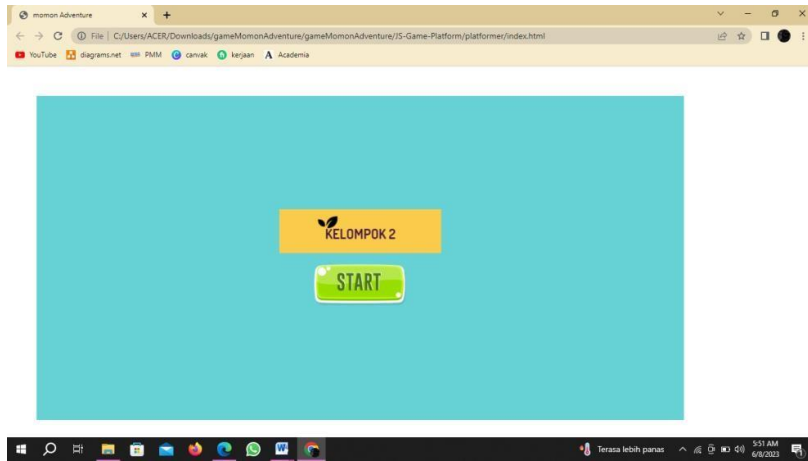 momon Adventure
File | C:/Users/ACER/Downloads/gameMomonAdventure/gameMomonAdventure/JS-Game-Platform/platformer/index.html
YouTube diagrams.net PMM canvak kerjaan Academia
KELOMPOK 2
START
Terasa lebih panas
5:51 AM
6/8/2023